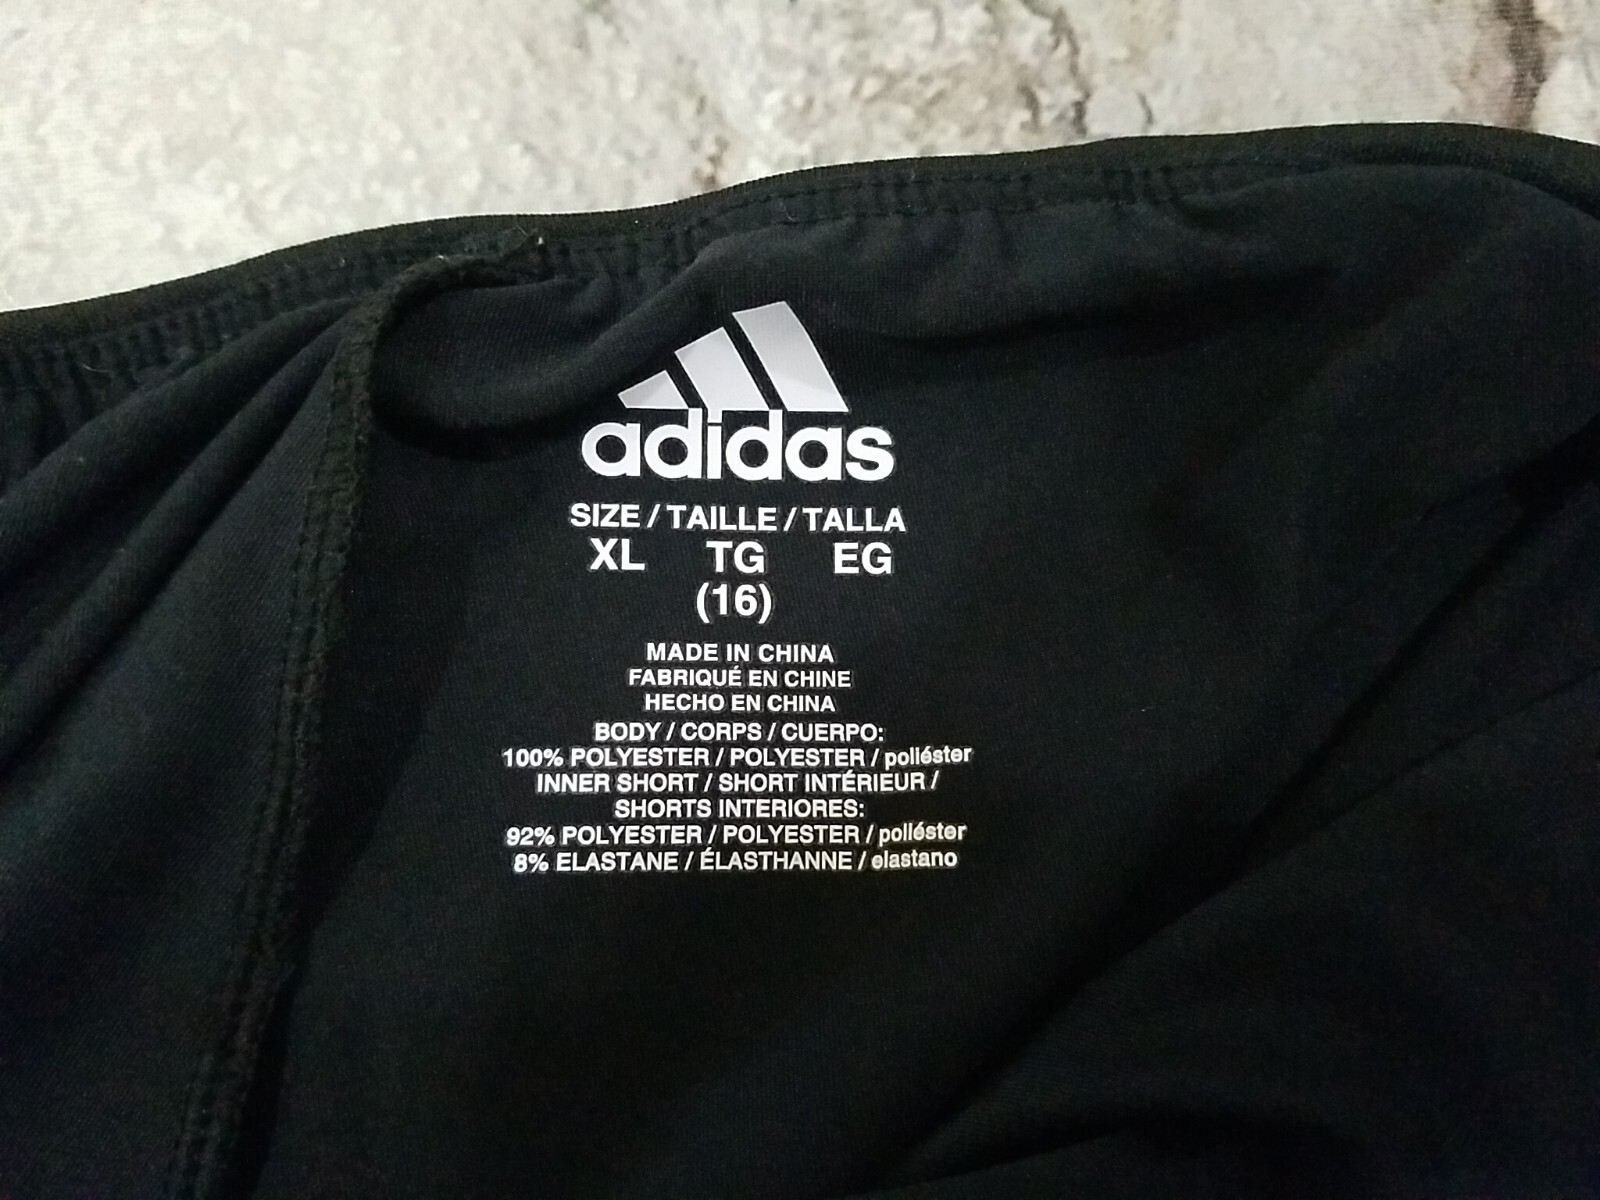 adidas
SIZE / TAILLE / TALLA
XL TG EG
(16)
MADE IN CHINA
FABRIQUÉ EN CHINE
HECHO EN CHINA
BODY / CORPS / CUERPO:
100% POLYESTER / POLYESTER / poliéster
INNER SHORT / SHORT INTÉRIEUR /
SHORTS INTERIORES:
92% POLYESTER / POLYESTER / poliéster
8% ELASTANE / ÉLASTHANNE / elastano